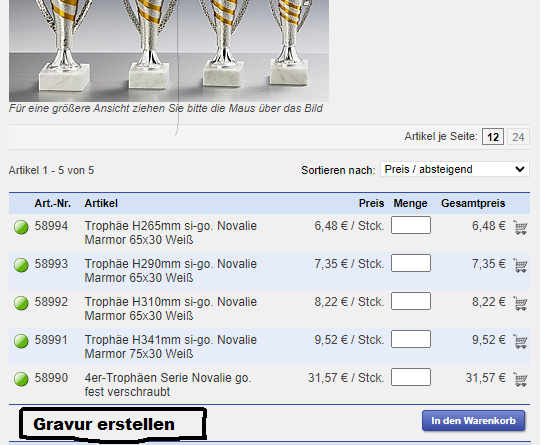 Für eine größere Ansicht ziehen Sie bitte die Maus über das Bild
Artikel je Seite: 12 24
Artikel 1 - 5 von 5 Sortieren nach: Preis / absteigend
Art.-Nr. Artikel Preis Menge Gesamtpreis
58994 Trophäe H265mm si-go. Novalie 6,48 € / Stck. 6,48 €
Marmor 65x30 Weiß
58993 Trophäe H290mm si-go. Novalie 7,35 € / Stck. 7,35 €
Marmor 65x30 Weiß
58992 Trophäe H310mm si-go. Novalie 8,22 € / Stck. 8,22 €
Marmor 65x30 Weiß
58991 Trophäe H341mm si-go. Novalie 9,52 € / Stck. 9,52 €
Marmor 75x30 Weiß
58990 4er-Trophäen Serie Novalie go. 31,57 € / Stck. 31,57 €
fest verschraubt
Gravur erstellen In den Warenkorb